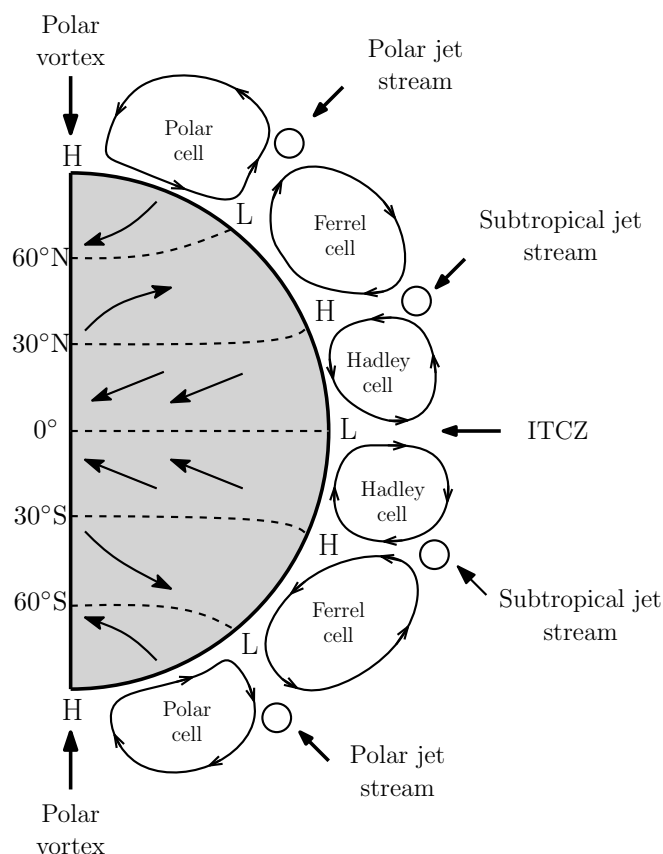 Polar
vortex
Polar jet
stream
H
Polar
cell
L
Ferrel
cell
Subtropical jet
stream
60°N
H
30°N
Hadley
cell
0°
L
ITCZ
Hadley
cell
30°S
H
Subtropical jet
stream
60°S
Ferrel
cell
L
H
Polar
cell
Polar jet
stream
Polar
vortex